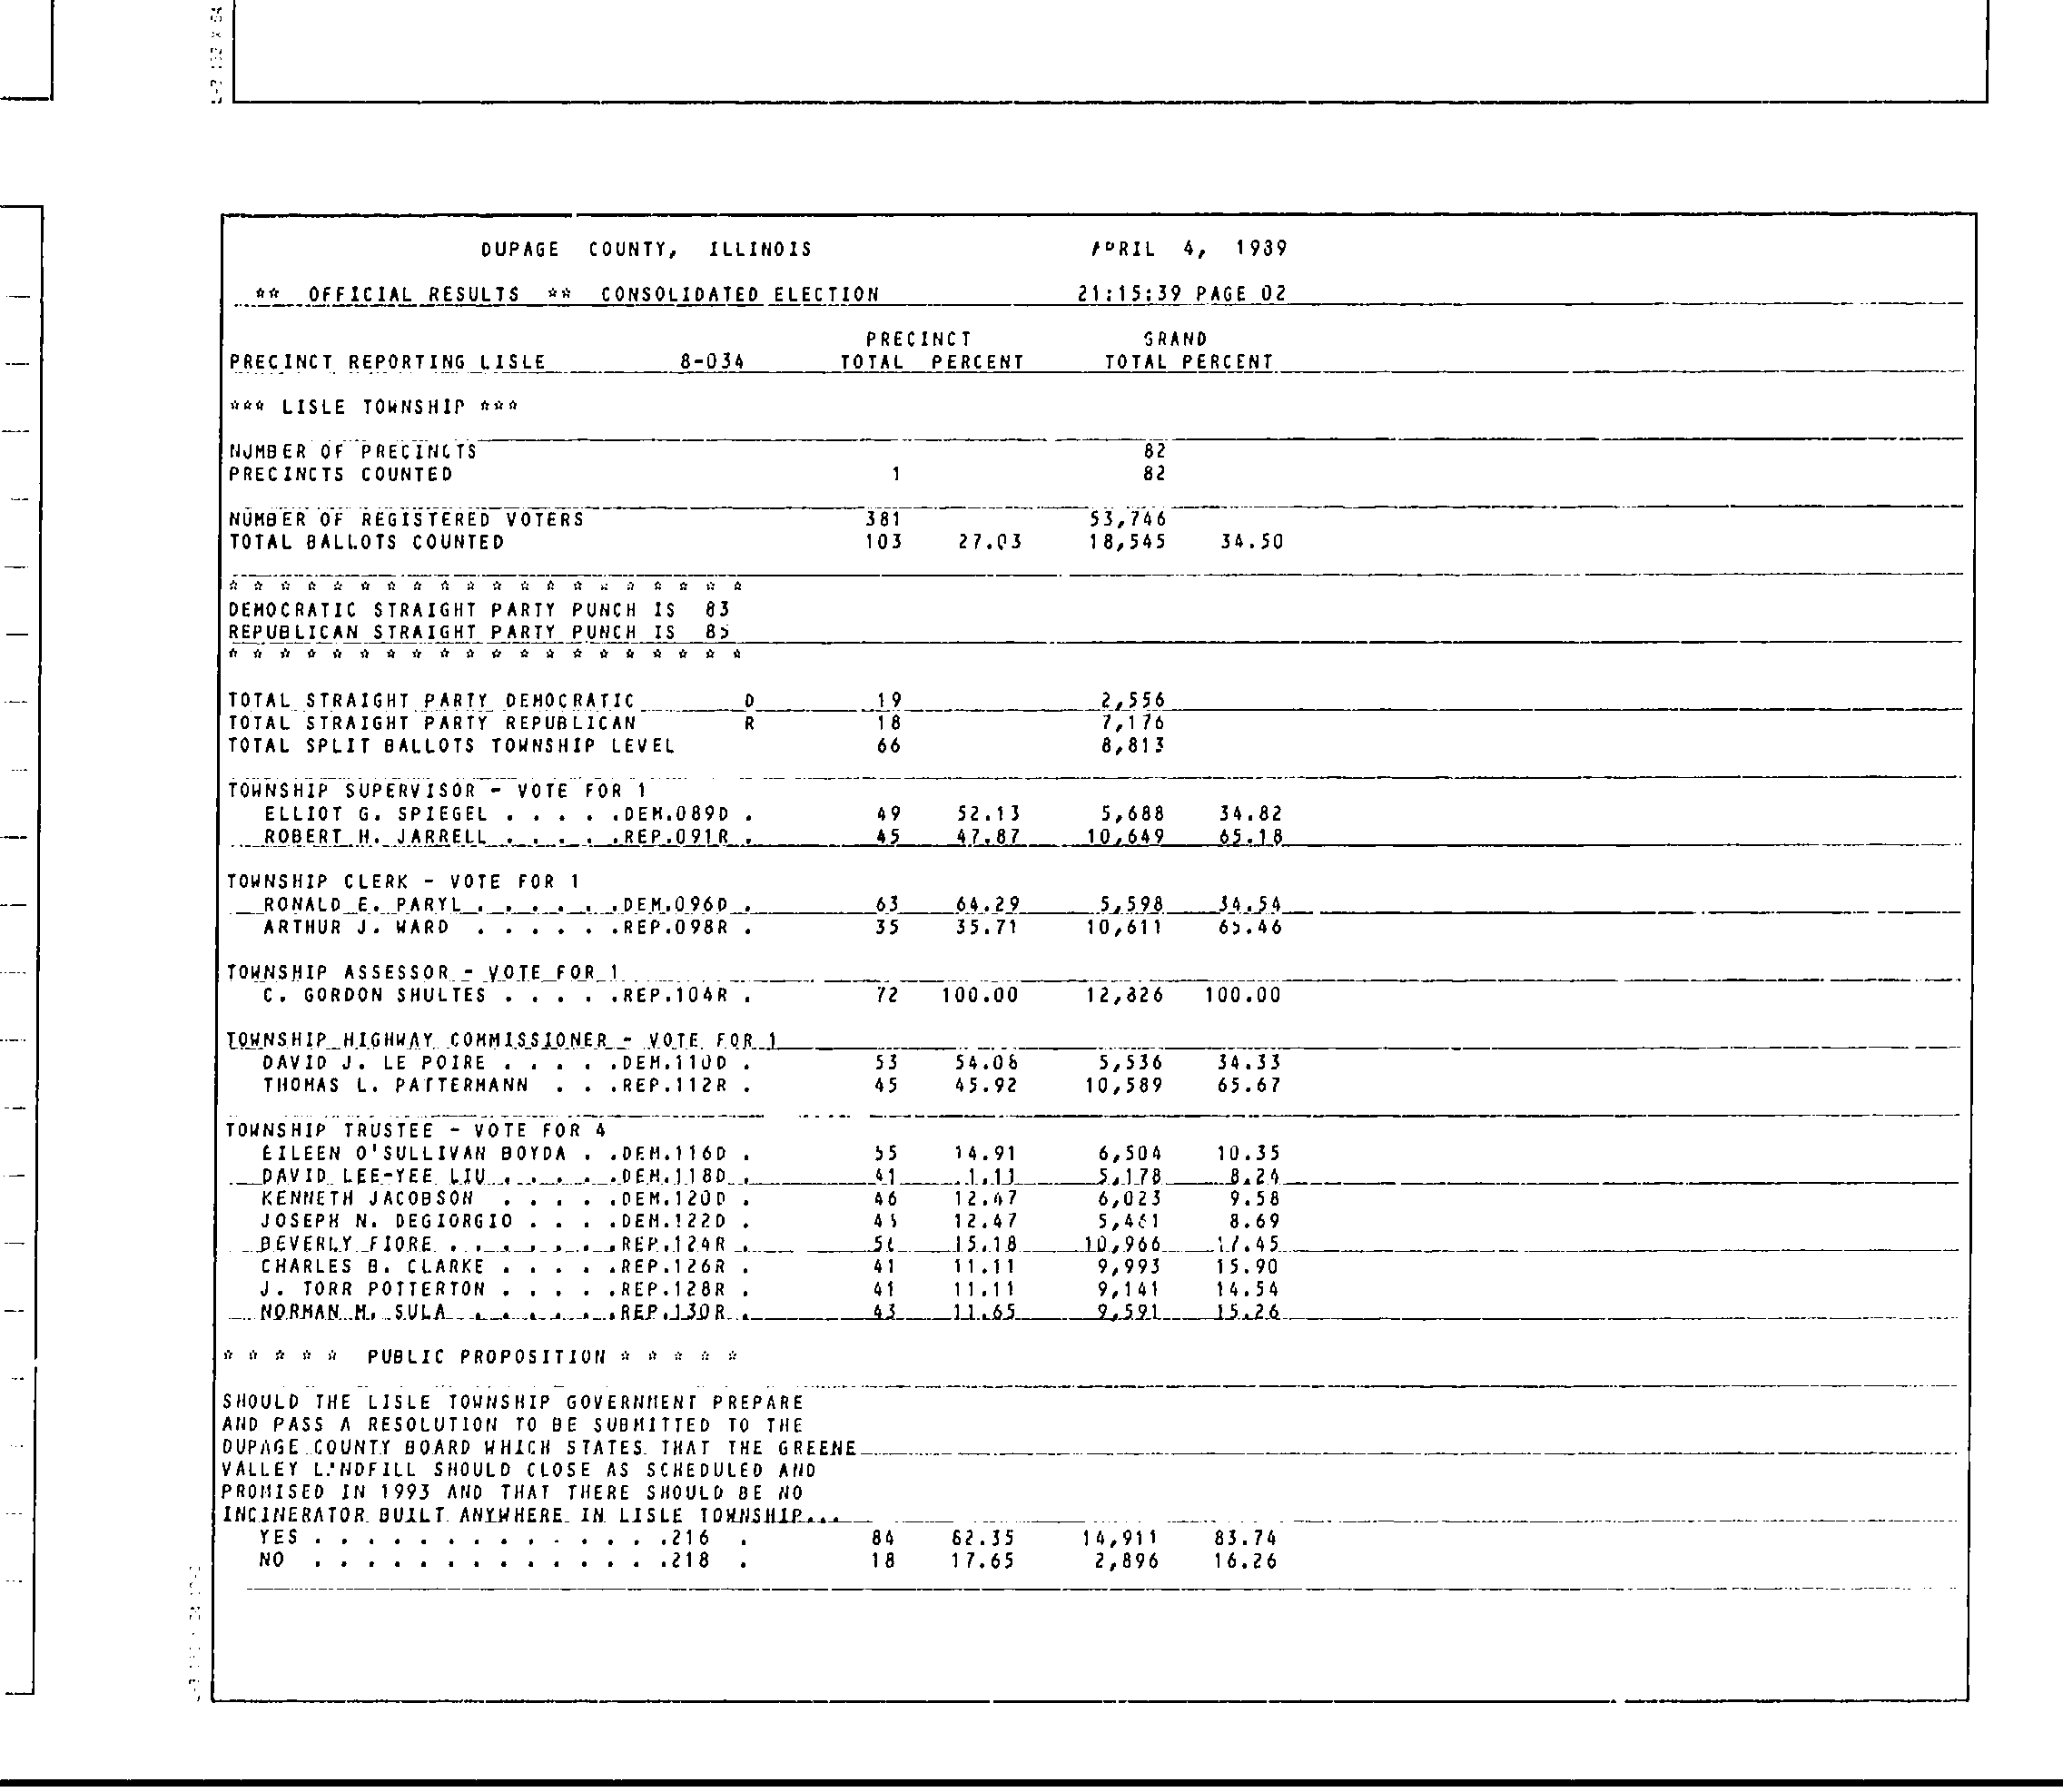 DUPAGE COUNTY, ILLINOIS APRIL 4, 1989
** OFFICIAL RESULTS ** CONSOLIDATED ELECTION 21:15:39 PAGE 02
PRECINCT GRAND
PRECINCT REPORTING LISLE 8-034 TOTAL PERCENT TOTAL PERCENT
*** LISLE TOWNSHIP ***
NUMBER OF PRECINCTS 82
PRECINCTS COUNTED 1 82
NUMBER OF REGISTERED VOTERS 381 53,746
TOTAL BALLOTS COUNTED 103 27.03 18,545 34.50
* * * * * * * * * * * * * * * * * * * *
DEMOCRATIC STRAIGHT PARTY PUNCH IS 83
REPUBLICAN STRAIGHT PARTY PUNCH IS 85
* * * * * * * * * * * * * * * * * * * *
TOTAL STRAIGHT PARTY DEMOCRATIC D 19 2,556
TOTAL STRAIGHT PARTY REPUBLICAN R 18 7,176
TOTAL SPLIT BALLOTS TOWNSHIP LEVEL 66 8,813
TOWNSHIP SUPERVISOR - VOTE FOR 1
ELLIOT G. SPIEGEL . . . . .DEM.089D . 49 52.13 5,688 34.82
ROBERT H. JARRELL . . . . .REP.091R . 45 47.87 10,649 65.18
TOWNSHIP CLERK - VOTE FOR 1
RONALD E. PARYL . . . . . .DEM.096D . 63 64.29 5,598 34.54
ARTHUR J. WARD . . . . . .REP.098R . 35 35.71 10,611 65.46
TOWNSHIP ASSESSOR - VOTE FOR 1
C. GORDON SHULTES . . . . .REP.104R . 72 100.00 12,826 100.00
TOWNSHIP HIGHWAY COMMISSIONER - VOTE FOR 1
DAVID J. LE POIRE . . . . .DEM.110D . 53 54.08 5,536 34.33
THOMAS L. PATTERMANN . . .REP.112R . 45 45.92 10,589 65.67
TOWNSHIP TRUSTEE - VOTE FOR 4
EILEEN O'SULLIVAN BOYDA . .DEM.116D . 55 14.91 6,504 10.35
DAVID LEE-YEE LIU . . . . .DEM.118D . 41 11.11 5,178 8.24
KENNETH JACOBSON . . . . .DEM.120D . 46 12.47 6,023 9.58
JOSEPH N. DEGIORGIO . . . .DEM.122D . 46 12.47 5,461 8.69
BEVERLY FIORE . . . . . . .REP.124R . 56 15.18 10,966 17.45
CHARLES B. CLARKE . . . . .REP.126R . 41 11.11 9,993 15.90
J. TORR POTTERTON . . . . .REP.128R . 41 11.11 9,141 14.54
NORMAN M. SULA . . . . . .REP.130R . 43 11.65 9,591 15.26
* * * * * PUBLIC PROPOSITION * * * * *
SHOULD THE LISLE TOWNSHIP GOVERNMENT PREPARE
AND PASS A RESOLUTION TO BE SUBMITTED TO THE
DUPAGE COUNTY BOARD WHICH STATES THAT THE GREENE
VALLEY LANDFILL SHOULD CLOSE AS SCHEDULED AND
PROMISED IN 1993 AND THAT THERE SHOULD BE NO
INCINERATOR BUILT ANYWHERE IN LISLE TOWNSHIP...
YES . . . . . . . . . . . . . .216 . 84 82.35 14,911 83.74
NO . . . . . . . . . . . . . .218 . 18 17.65 2,896 16.26